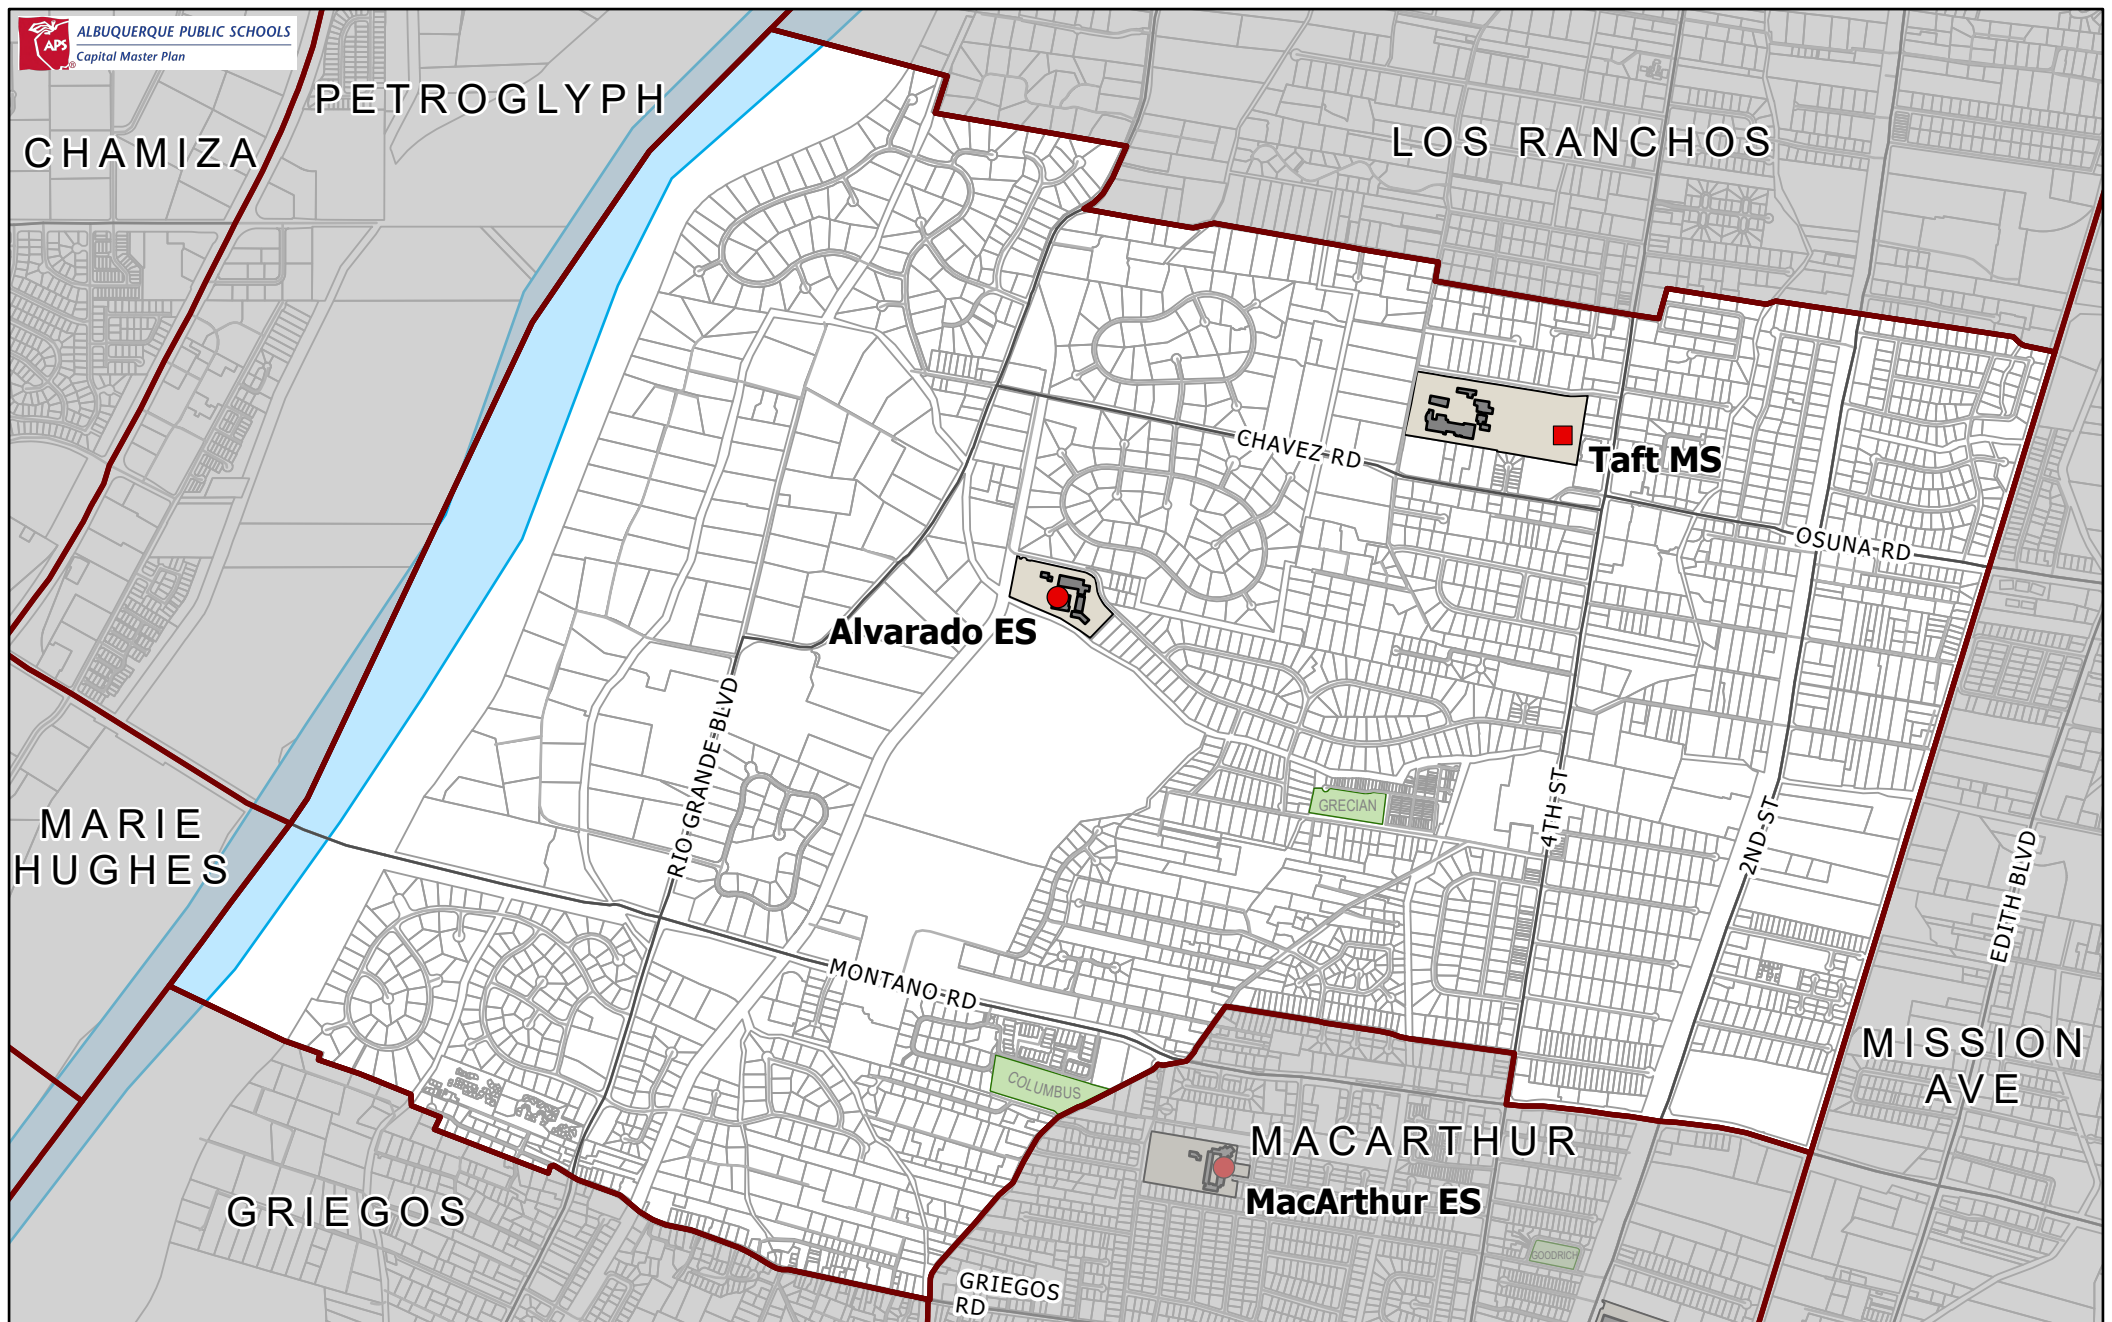 ALBUQUERQUE PUBLIC SCHOOLS
APS
Capital Master Plan
PETROGLYPH
CHAMIZA
LOS RANCHOS
CHAVEZ RD
Taft MS
OSUNA RD
Alvarado ES
RIO GRANDE BLVD
GRECIAN
4TH ST
2ND ST
MARIE
HUGHES
EDITH BLVD
MONTANO RD
COLUMBUS
MISSION
AVE
MACARTHUR
MacArthur ES
GRIEGOS
GOODRICH
GRIEGOS
RD